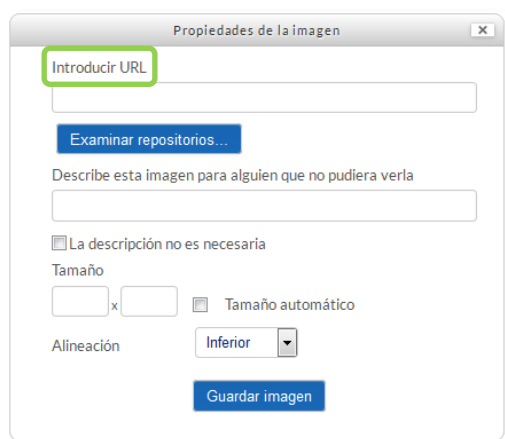 Propiedades de la imagen x
Introducir URL
Examinar repositorios...
Describe esta imagen para alguien que no pudiera verla
La descripción no es necesaria
Tamaño
x Tamaño automático
Alineación Inferior
Guardar imagen